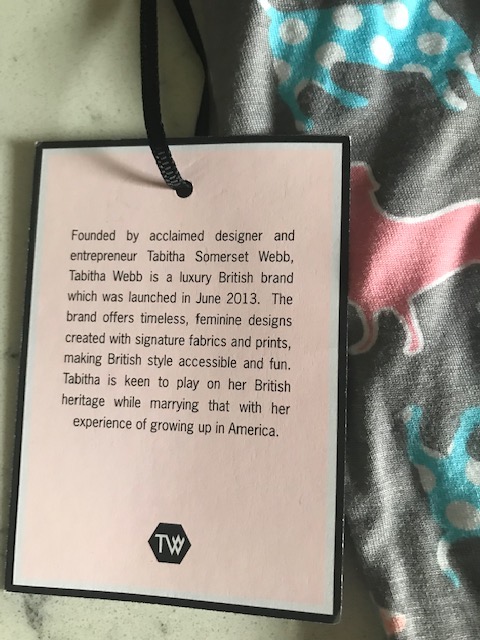 Founded by acclaimed designer and
entrepreneur Tabitha Somerset Webb,
Tabitha Webb is a luxury British brand
which was launched in June 2013. The
brand offers timeless, feminine designs
created with signature fabrics and prints,
making British style accessible and fun.
Tabitha is keen to play on her British
heritage while marrying that with her
experience of growing up in America.
TW